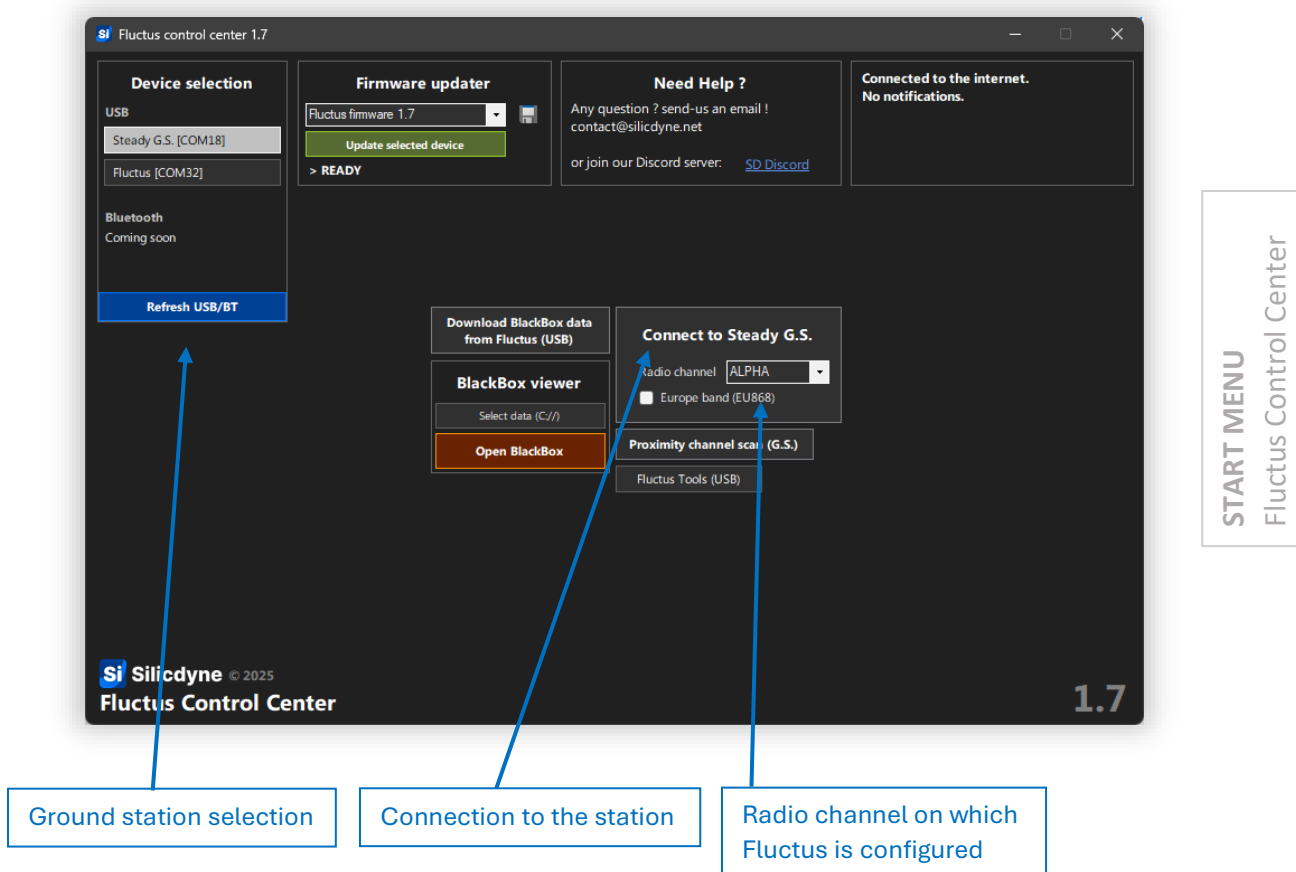 Si Fluctus control center 1.7
Device selection
USB
Steady G.S. [COM18]
Fluctus [COM32]
Bluetooth
Coming soon
Refresh USB/BT
Firmware updater
Fluctus firmware 1.7
Update selected device
> READY
Need Help ?
Any question ? send-us an email !
contact@silicdyne.net
or join our Discord server: SD Discord
Connected to the internet.
No notifications.
Download BlackBox data
from Fluctus (USB)
BlackBox viewer
Select data (C://)
Open BlackBox
Connect to Steady G.S.
Radio channel ALPHA
Europe band (EU868)
Proximity channel scan (G.S.)
Fluctus Tools (USB)
Si Silicdyne © 2025
Fluctus Control Center
1.7
START MENU
Fluctus Control Center
Ground station selection
Connection to the station
Radio channel on which
Fluctus is configured